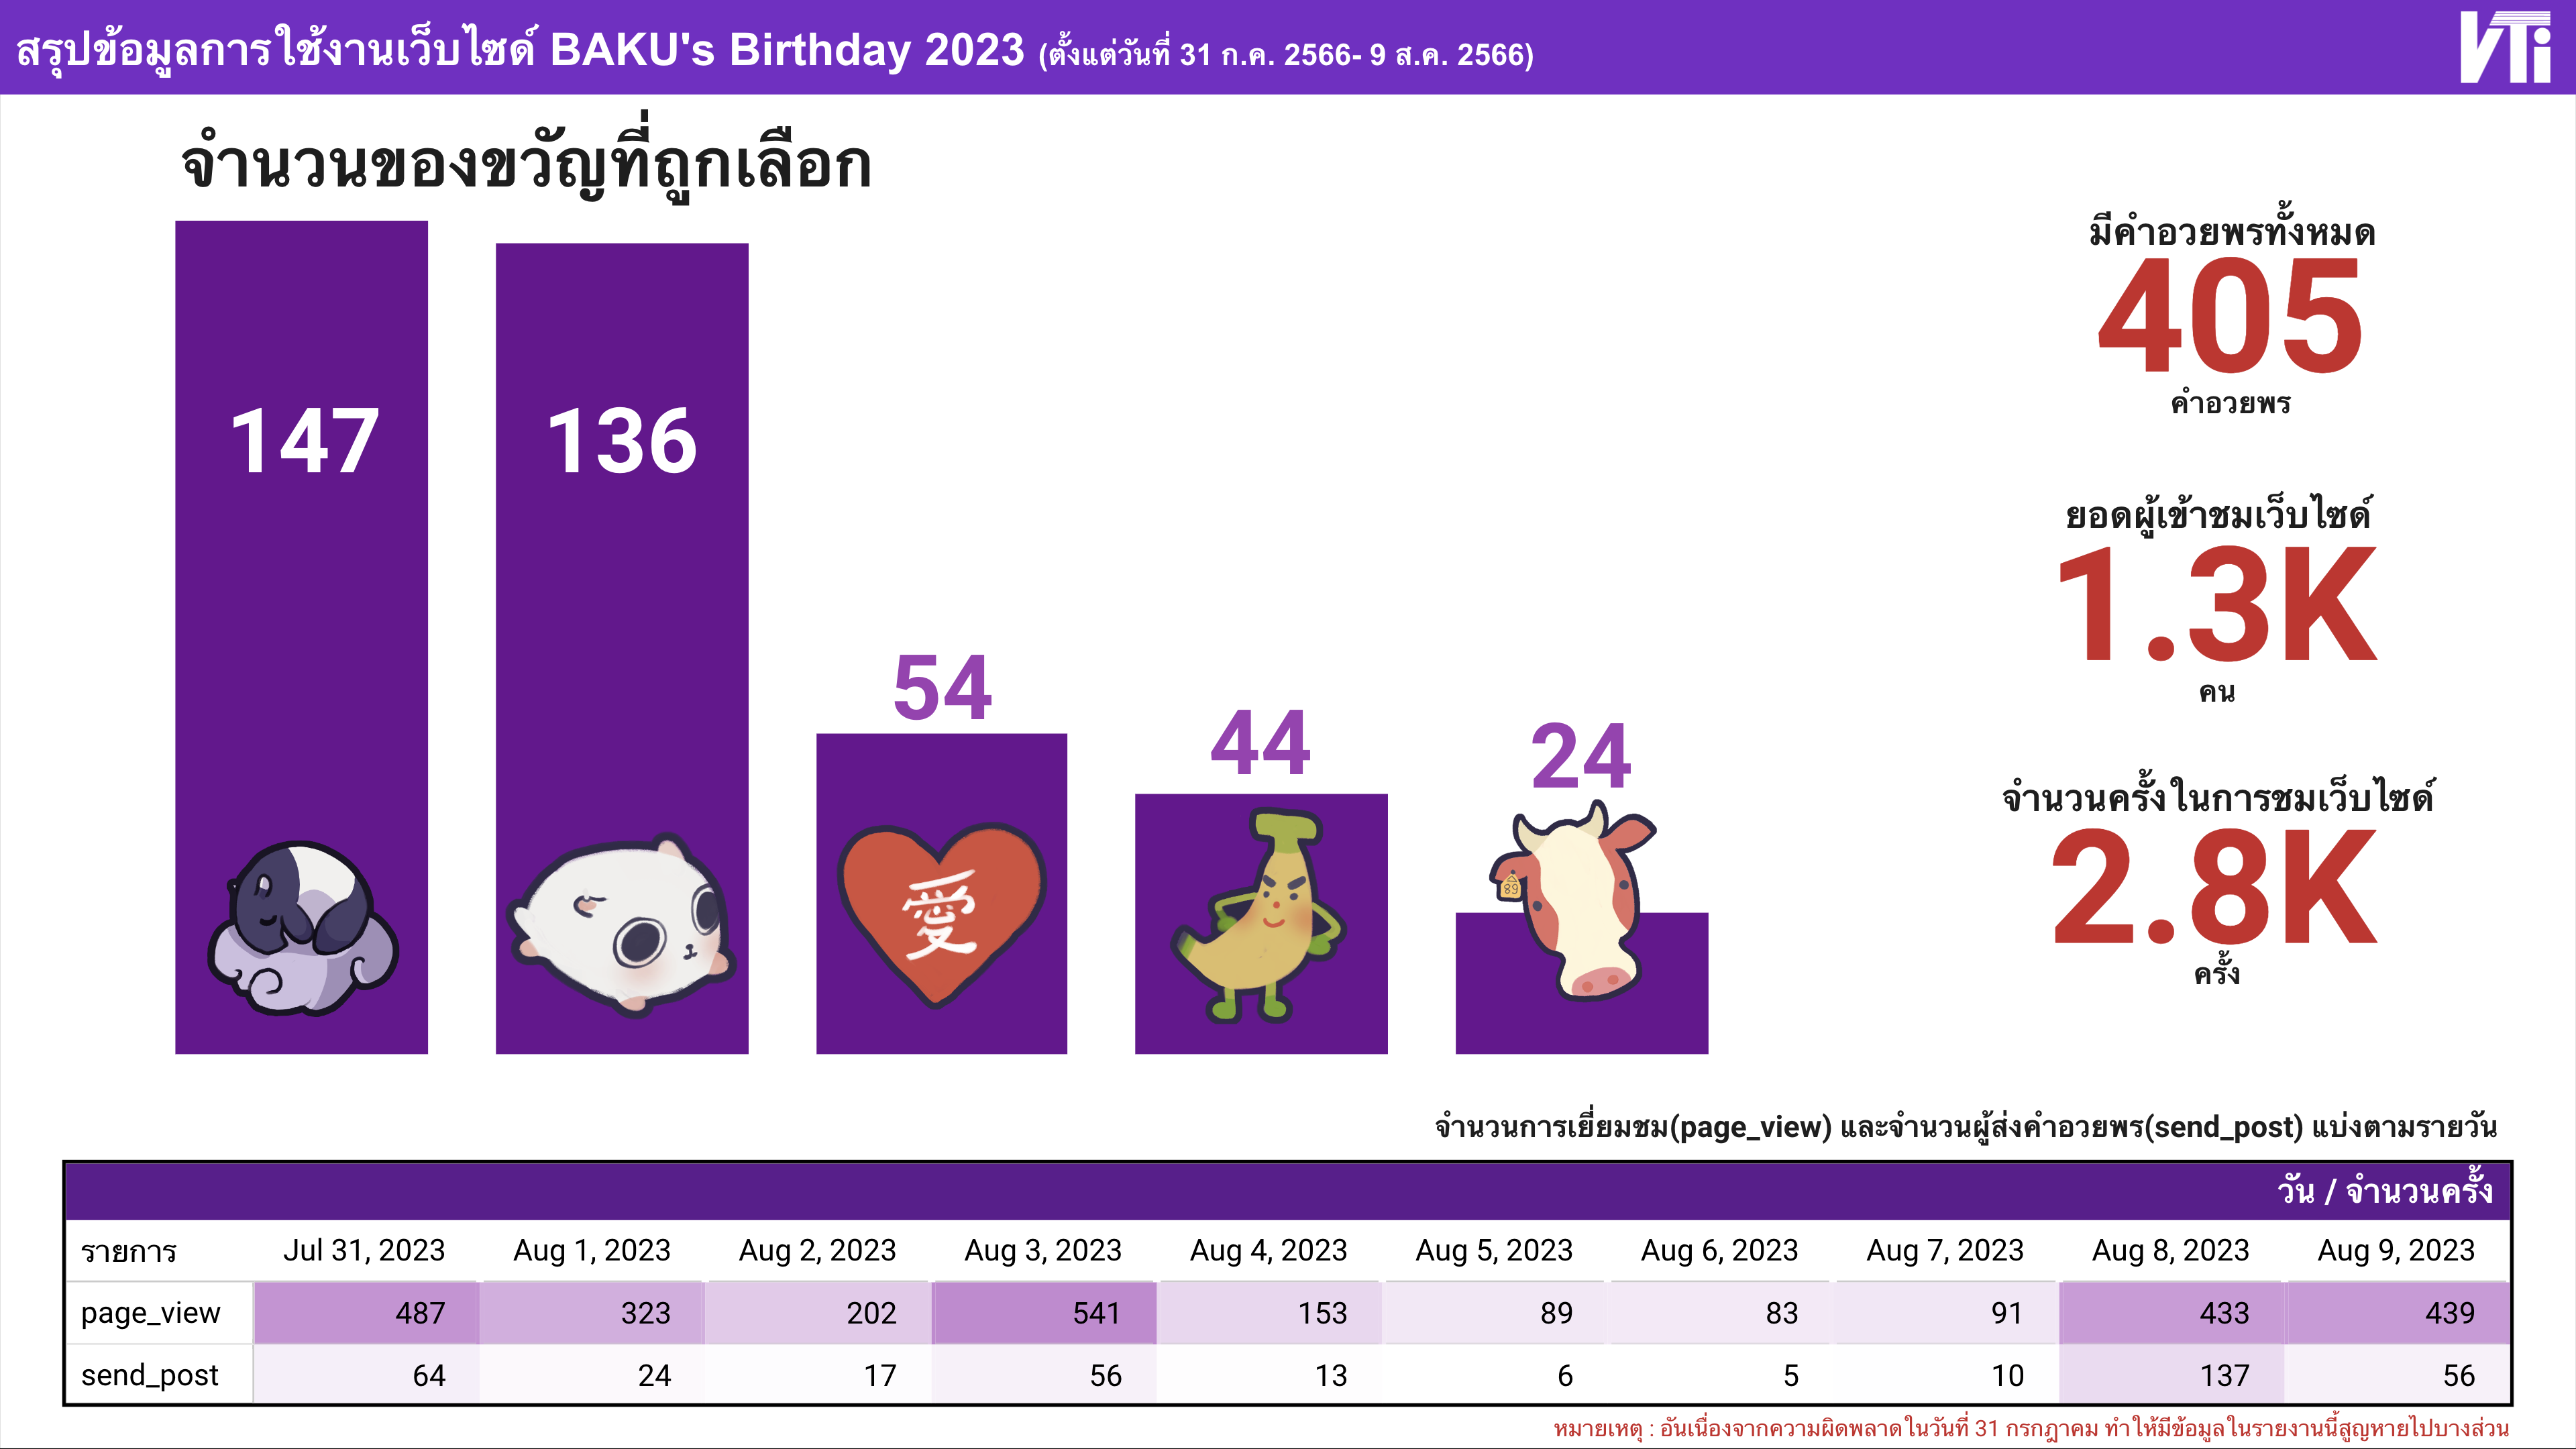 สรุปข้อมูลการใช้งานเว็บไซต์ BAKU's Birthday 2023 (ตั้งแต่วันที่ 31 ก.ค. 2566- 9 ส.ค. 2566)
VTi
จำนวนของขวัญที่ถูกเลือก
147
136
54
44
24
愛
89
มีคำอวยพรทั้งหมด
405
คำอวยพร
ยอดผู้เข้าชมเว็บไซต์
1.3K
คน
จำนวนครั้งในการชมเว็บไซต์
2.8K
ครั้ง
จำนวนการเยี่ยมชม(page_view) และจำนวนผู้ส่งคำอวยพร(send_post) แบ่งตามรายวัน
วัน / จำนวนครั้ง
รายการ Jul 31, 2023 Aug 1, 2023 Aug 2, 2023 Aug 3, 2023 Aug 4, 2023 Aug 5, 2023 Aug 6, 2023 Aug 7, 2023 Aug 8, 2023 Aug 9, 2023
page_view 487 323 202 541 153 89 83 91 433 439
send_post 64 24 17 56 13 6 5 10 137 56
หมายเหตุ : อันเนื่องจากความผิดพลาดในวันที่ 31 กรกฎาคม ทำให้มีข้อมูลในรายงานนี้สูญหายไปบางส่วน